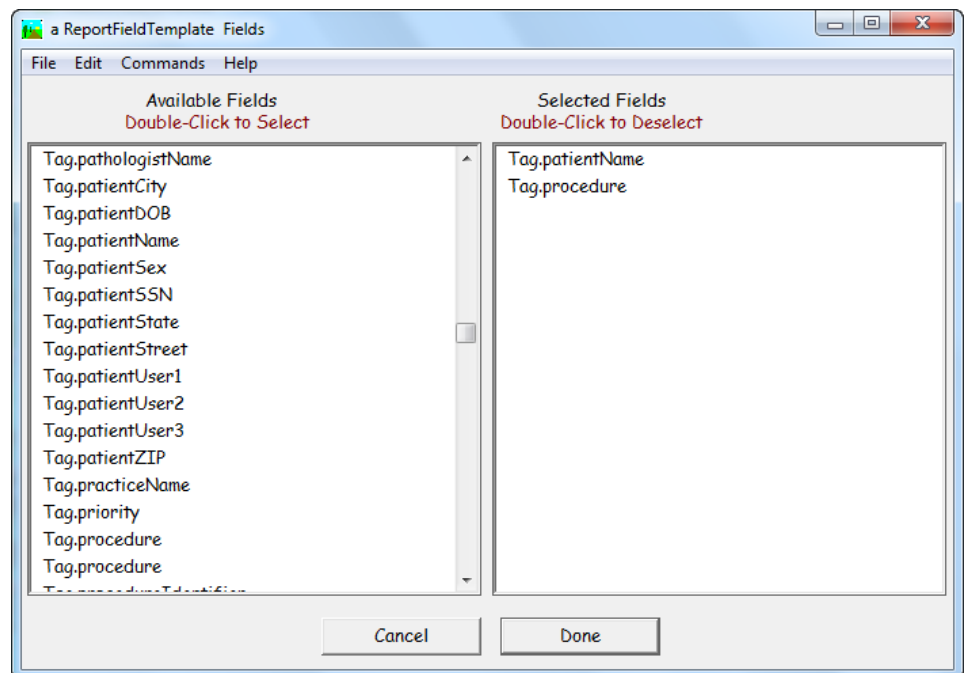 a ReportFieldTemplate Fields
File Edit Commands Help
Available Fields
Double-Click to Select
Selected Fields
Double-Click to Deselect
Tag.pathologistName
Tag.patientCity
Tag.patientDOB
Tag.patientName
Tag.patientSex
Tag.patientSSN
Tag.patientState
Tag.patientStreet
Tag.patientUser1
Tag.patientUser2
Tag.patientUser3
Tag.patientZIP
Tag.practiceName
Tag.priority
Tag.procedure
Tag.procedure
Tag.procedureIdentifier
Tag.patientName
Tag.procedure
Cancel
Done